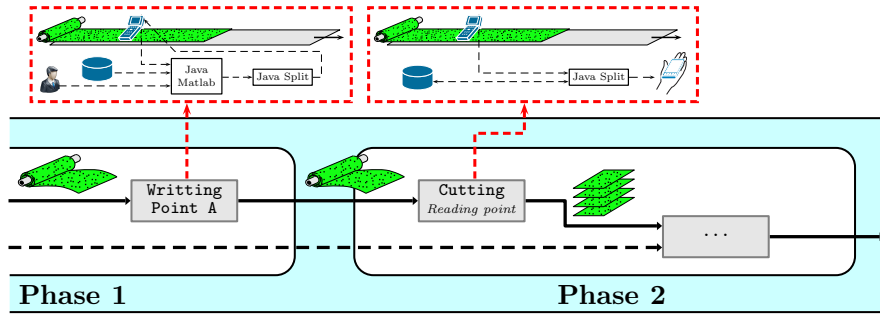 Java
Matlab
Java Split
Java Split
Writting
Point A
Cutting
Reading point
...
Phase 1
Phase 2